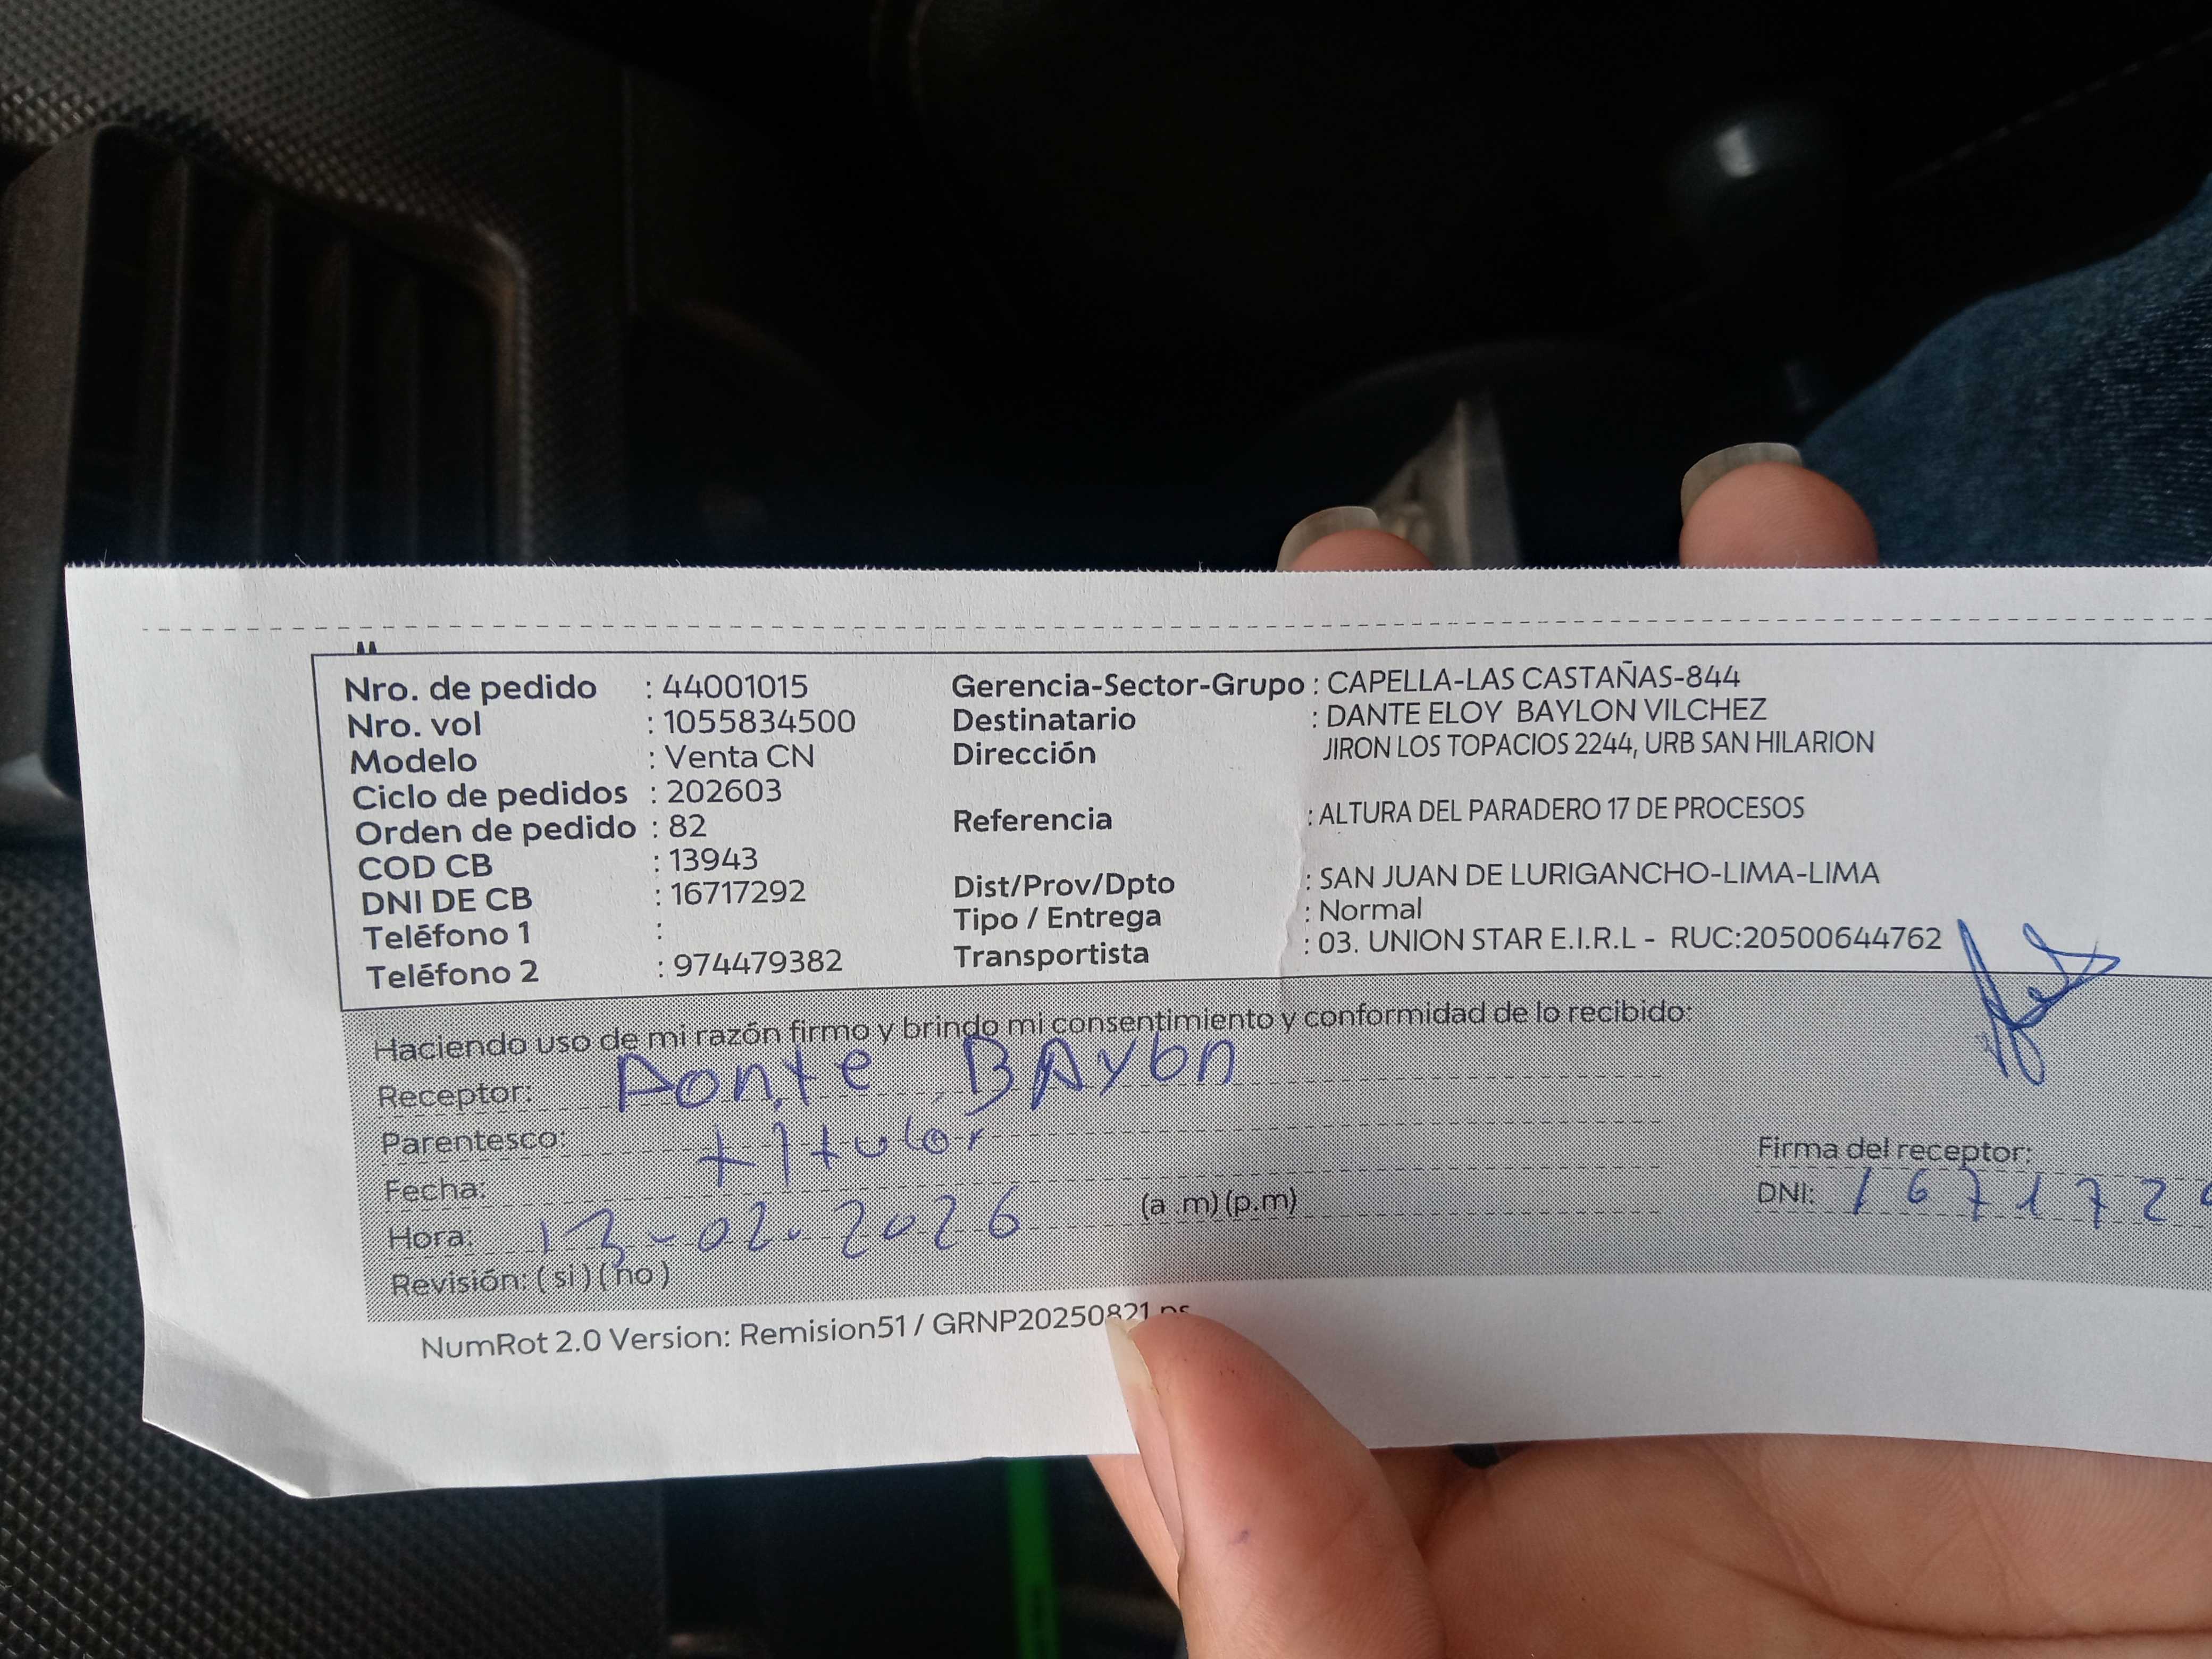 Nro. de pedido : 44001015 Gerencia-Sector-Grupo : CAPELLA-LAS CASTAÑAS-844
Nro. vol : 1055834500 Destinatario : DANTE ELOY BAYLON VILCHEZ
Modelo : Venta CN Dirección JIRON LOS TOPACIOS 2244, URB SAN HILARION
Ciclo de pedidos : 202603
Orden de pedido : 82 Referencia : ALTURA DEL PARADERO 17 DE PROCESOS
COD CB : 13943
DNI DE CB : 16717292 Dist/Prov/Dpto : SAN JUAN DE LURIGANCHO-LIMA-LIMA
Teléfono 1 : Tipo / Entrega : Normal
Teléfono 2 : 974479382 Transportista : 03. UNION STAR E.I.R.L - RUC:20500644762
Haciendo uso de mi razón firmo y brindo mi consentimiento y conformidad de lo recibido:
Receptor: Dante BAylon
Parentesco: titular
Firma del receptor:
Fecha:
Hora: 13-02-2026 (a .m) (p.m) DNI: 167172
Revisión: ( si ) ( no )
NumRot 2.0 Version: Remision51 / GRNP20250821